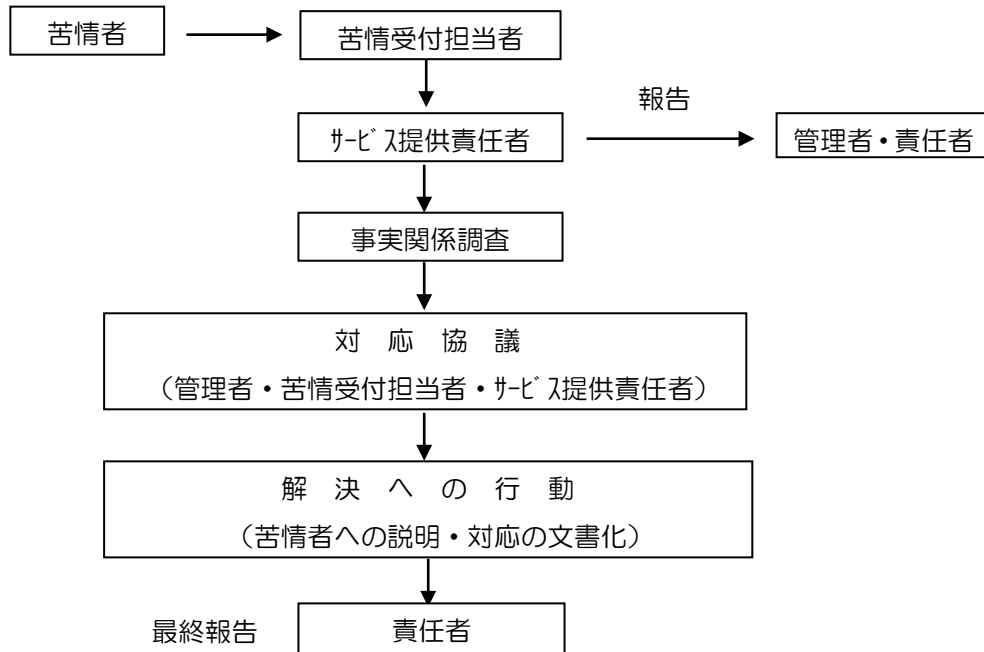 苦情者
苦情受付担当者
報告
ｻｰﾋﾞｽ提供責任者
管理者・責任者
事実関係調査
対　応　協　議
（管理者・苦情受付担当者・ｻｰﾋﾞｽ提供責任者）
解　決　へ　の　行　動
（苦情者への説明・対応の文書化）
最終報告
責任者